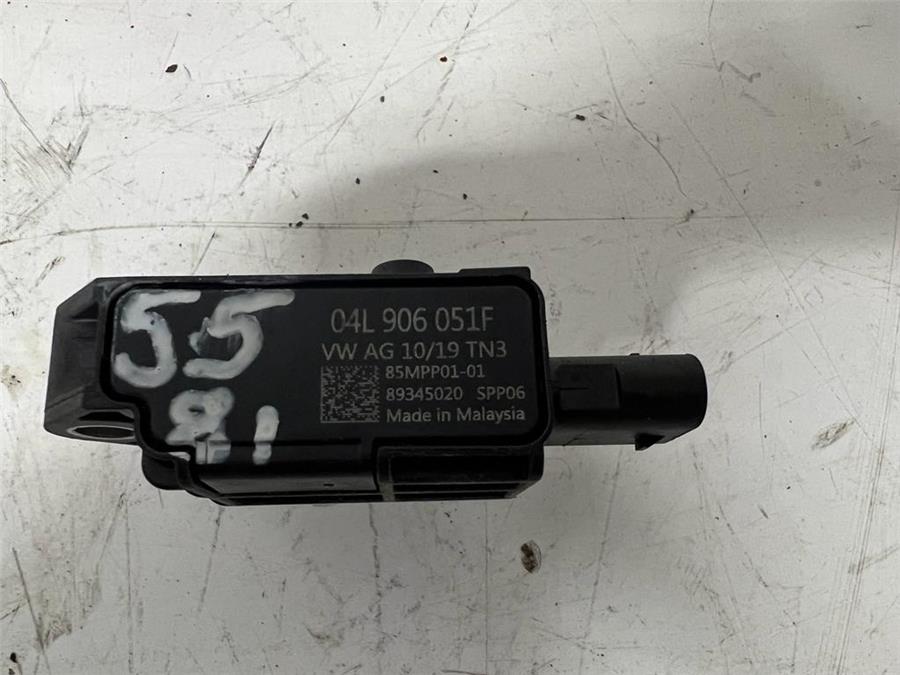 55
81
04L 906 051F
VW AG 10/19 TN3
85MPP01-01
89345020 SPP06
Made in Malaysia